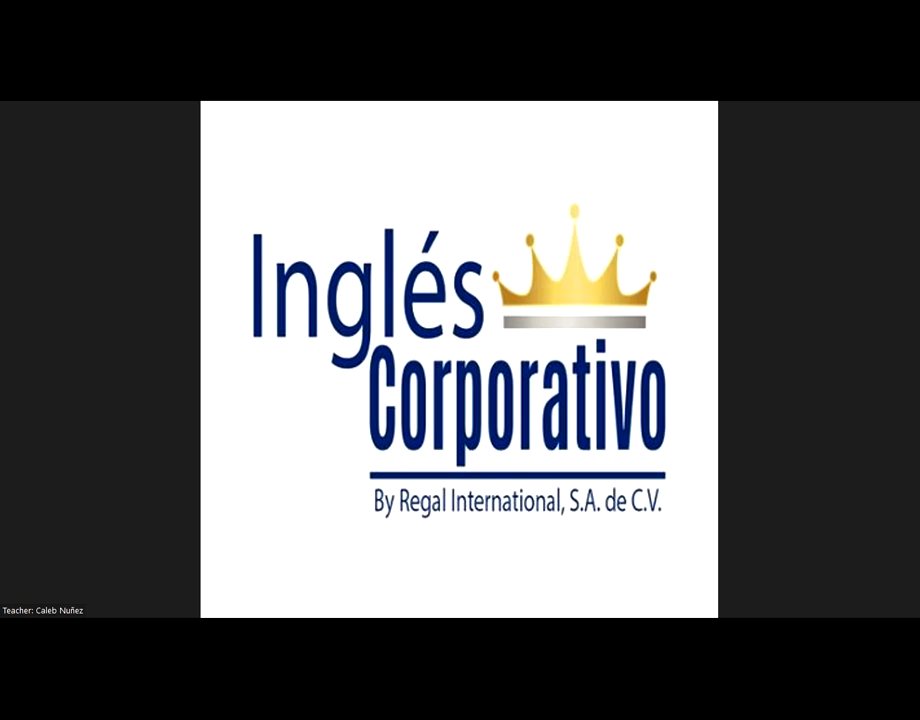 Inglés
Corporativo
By Regal International, S.A. de C.V.
Teacher: Caleb Nuñez